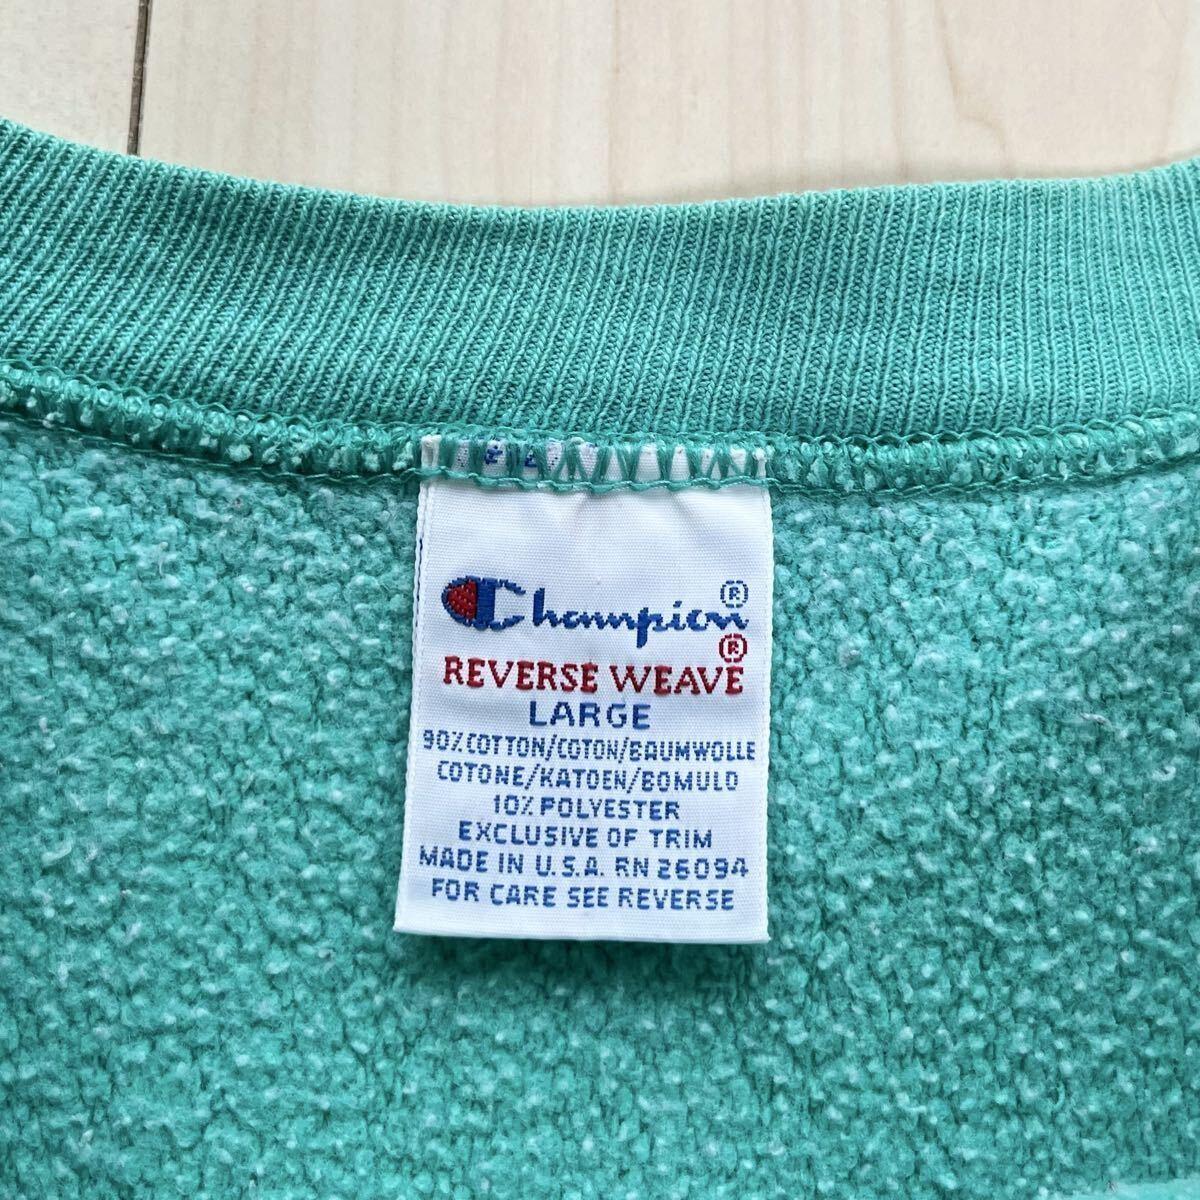 Champion®
REVERSE WEAVE®
LARGE
90% COTTON/COTON/BAUMWOLLE
COTONE/KATOEN/BOMULD
10% POLYESTER
EXCLUSIVE OF TRIM
MADE IN U.S.A. RN 26094
FOR CARE SEE REVERSE